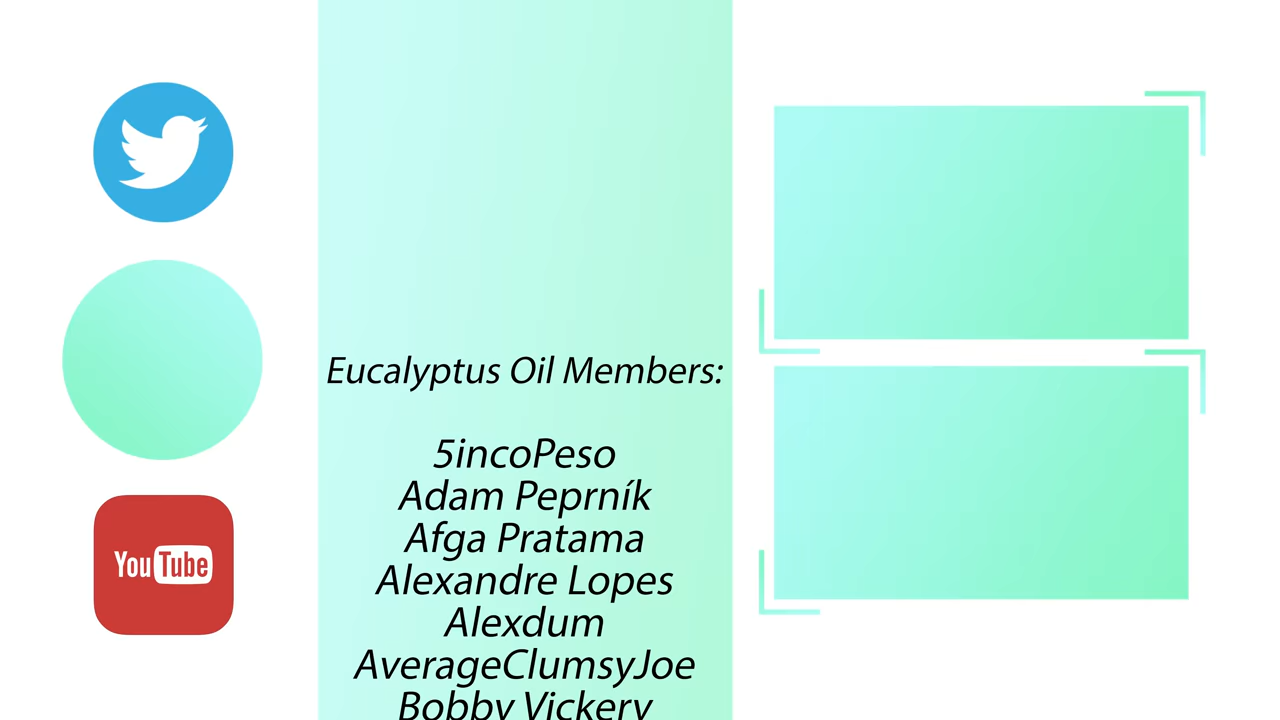 Eucalyptus Oil Members:
5incoPeso
Adam Peprník
Afga Pratama
Alexandre Lopes
Alexdum
AverageClumsyJoe
Bobby Vickery
YouTube